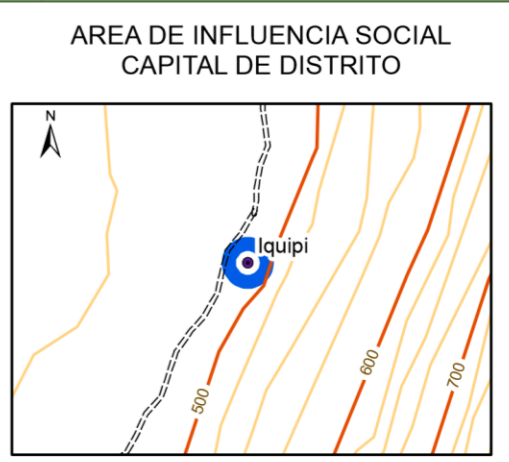 AREA DE INFLUENCIA SOCIAL
CAPITAL DE DISTRITO
N
Iquipi
600
700
500